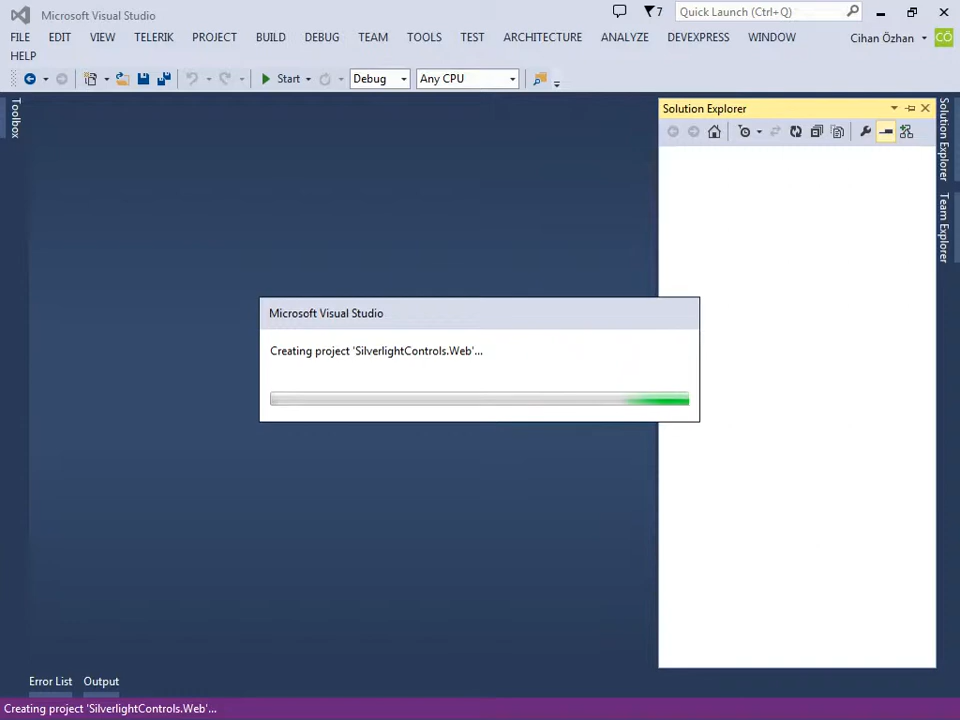 Microsoft Visual Studio
7
Quick Launch (Ctrl+Q)
FILE EDIT VIEW TELERIK PROJECT BUILD DEBUG TEAM TOOLS TEST ARCHITECTURE ANALYZE DEVEXPRESS WINDOW
Cihan Özhan CÖ
HELP
Start Debug Any CPU
Toolbox
Solution Explorer
Solution Explorer
Team Explorer
Microsoft Visual Studio
Creating project 'SilverlightControls.Web'...
Error List Output
Creating project 'SilverlightControls.Web'...